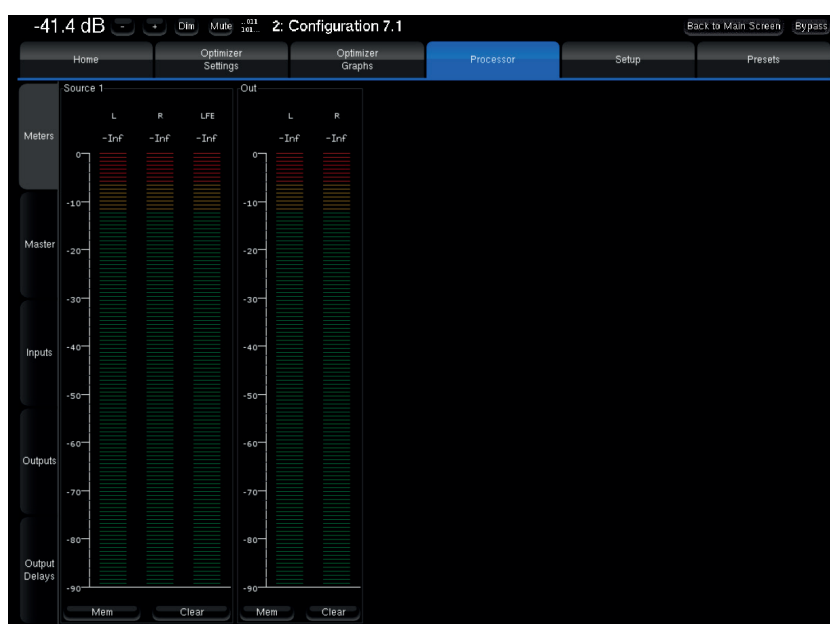 -41.4 dB - + Dim Mute ...011 101... 2: Configuration 7.1 Back to Main Screen Bypass
Home Optimizer Settings Optimizer Graphs Processor Setup Presets
Meters
Master
Inputs
Outputs
Output Delays
Source 1
L R LFE
-Inf -Inf -Inf
0
-10
-20
-30
-40
-50
-60
-70
-80
-90
Mem Clear
Out
L R
-Inf -Inf
0
-10
-20
-30
-40
-50
-60
-70
-80
-90
Mem Clear